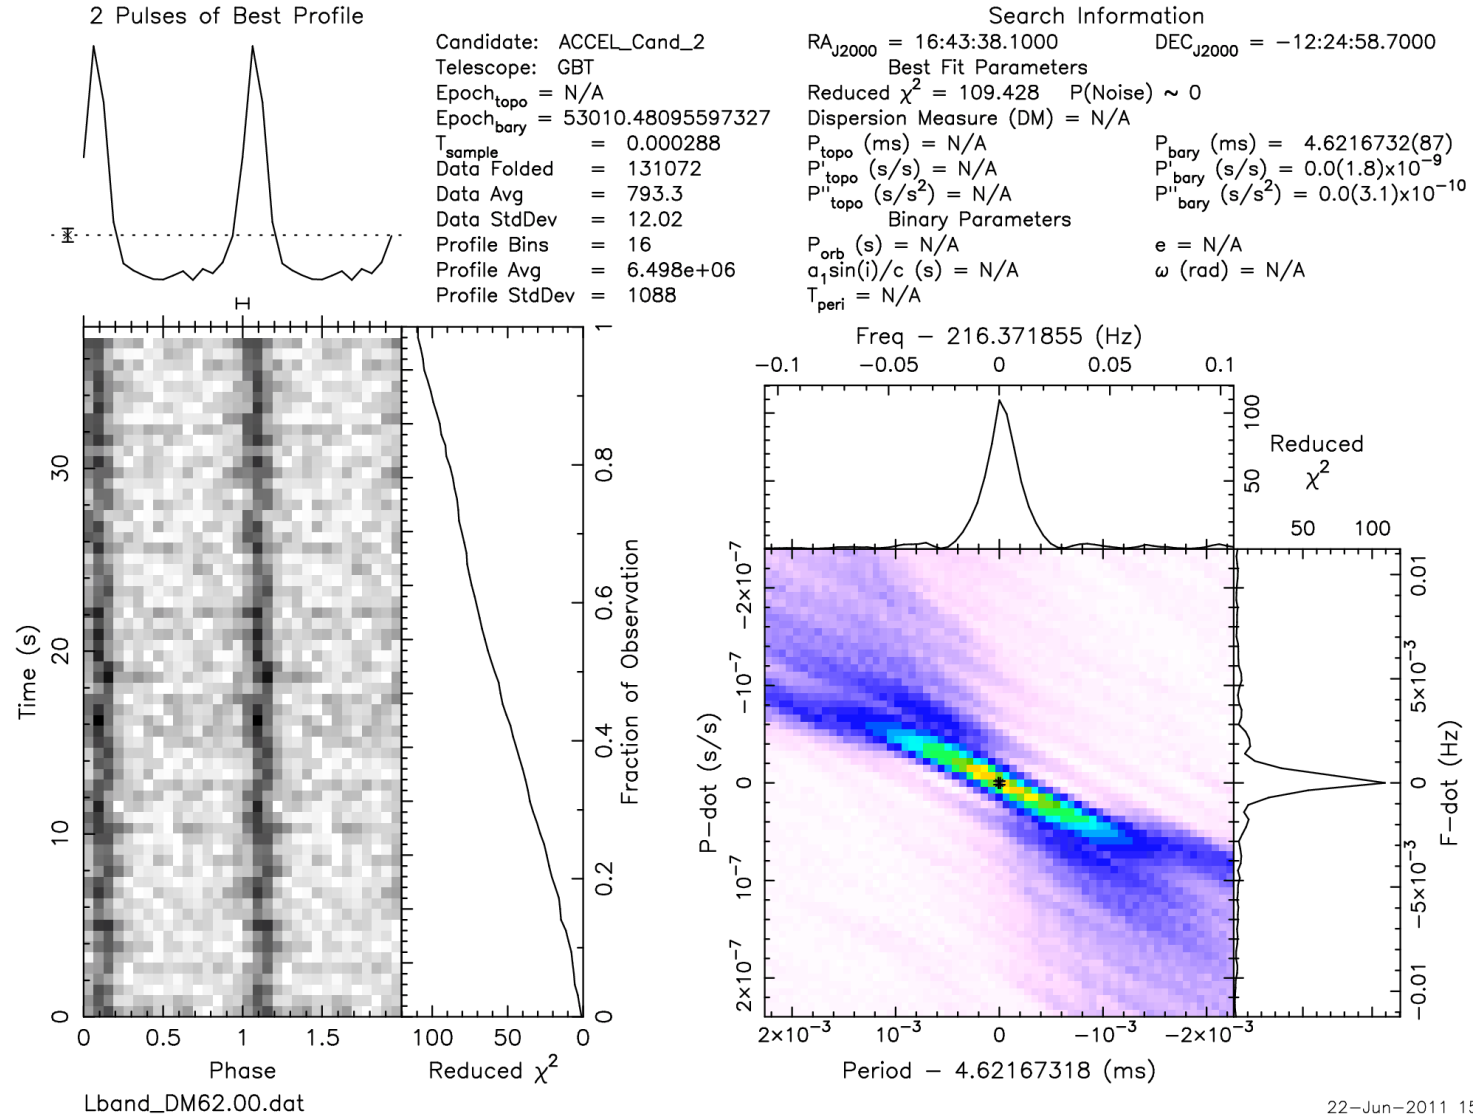 2 Pulses of Best Profile
Search Information
Candidate: ACCEL_Cand_2
Telescope: GBT
Epoch_topo = N/A
Epoch_bary = 53010.48095597327
T_sample = 0.000288
Data Folded = 131072
Data Avg = 793.3
Data StdDev = 12.02
Profile Bins = 16
Profile Avg = 6.498e+06
Profile StdDev = 1088
RA_J2000 = 16:43:38.1000 DEC_J2000 = −12:24:58.7000
Best Fit Parameters
Reduced χ² = 109.428 P(Noise) ~ 0
Dispersion Measure (DM) = N/A
P_topo (ms) = N/A P_bary (ms) = 4.6216732(87)
P'_topo (s/s) = N/A P'_bary (s/s) = 0.0(1.8)x10⁻⁹
P''_topo (s/s²) = N/A P''_bary (s/s²) = 0.0(3.1)x10⁻¹⁰
Binary Parameters
P_orb (s) = N/A e = N/A
a₁sin(i)/c (s) = N/A ω (rad) = N/A
T_peri = N/A
0 10 20 30
Time (s)
0 0.5 1 1.5
Phase
100 50 0
Reduced χ²
0 0.2 0.4 0.6 0.8 1
Fraction of Observation
Freq − 216.371855 (Hz)
−0.1 −0.05 0 0.05 0.1
50 100
Reduced
χ²
50 100
−2×10⁻⁷ −10⁻⁷ 0 10⁻⁷ 2×10⁻⁷
P−dot (s/s)
0.01 5×10⁻³ 0 −5×10⁻³ −0.01
F−dot (Hz)
2×10⁻³ 10⁻³ 0 −10⁻³ −2×10⁻³
Period − 4.62167318 (ms)
Lband_DM62.00.dat
22−Jun−2011 15